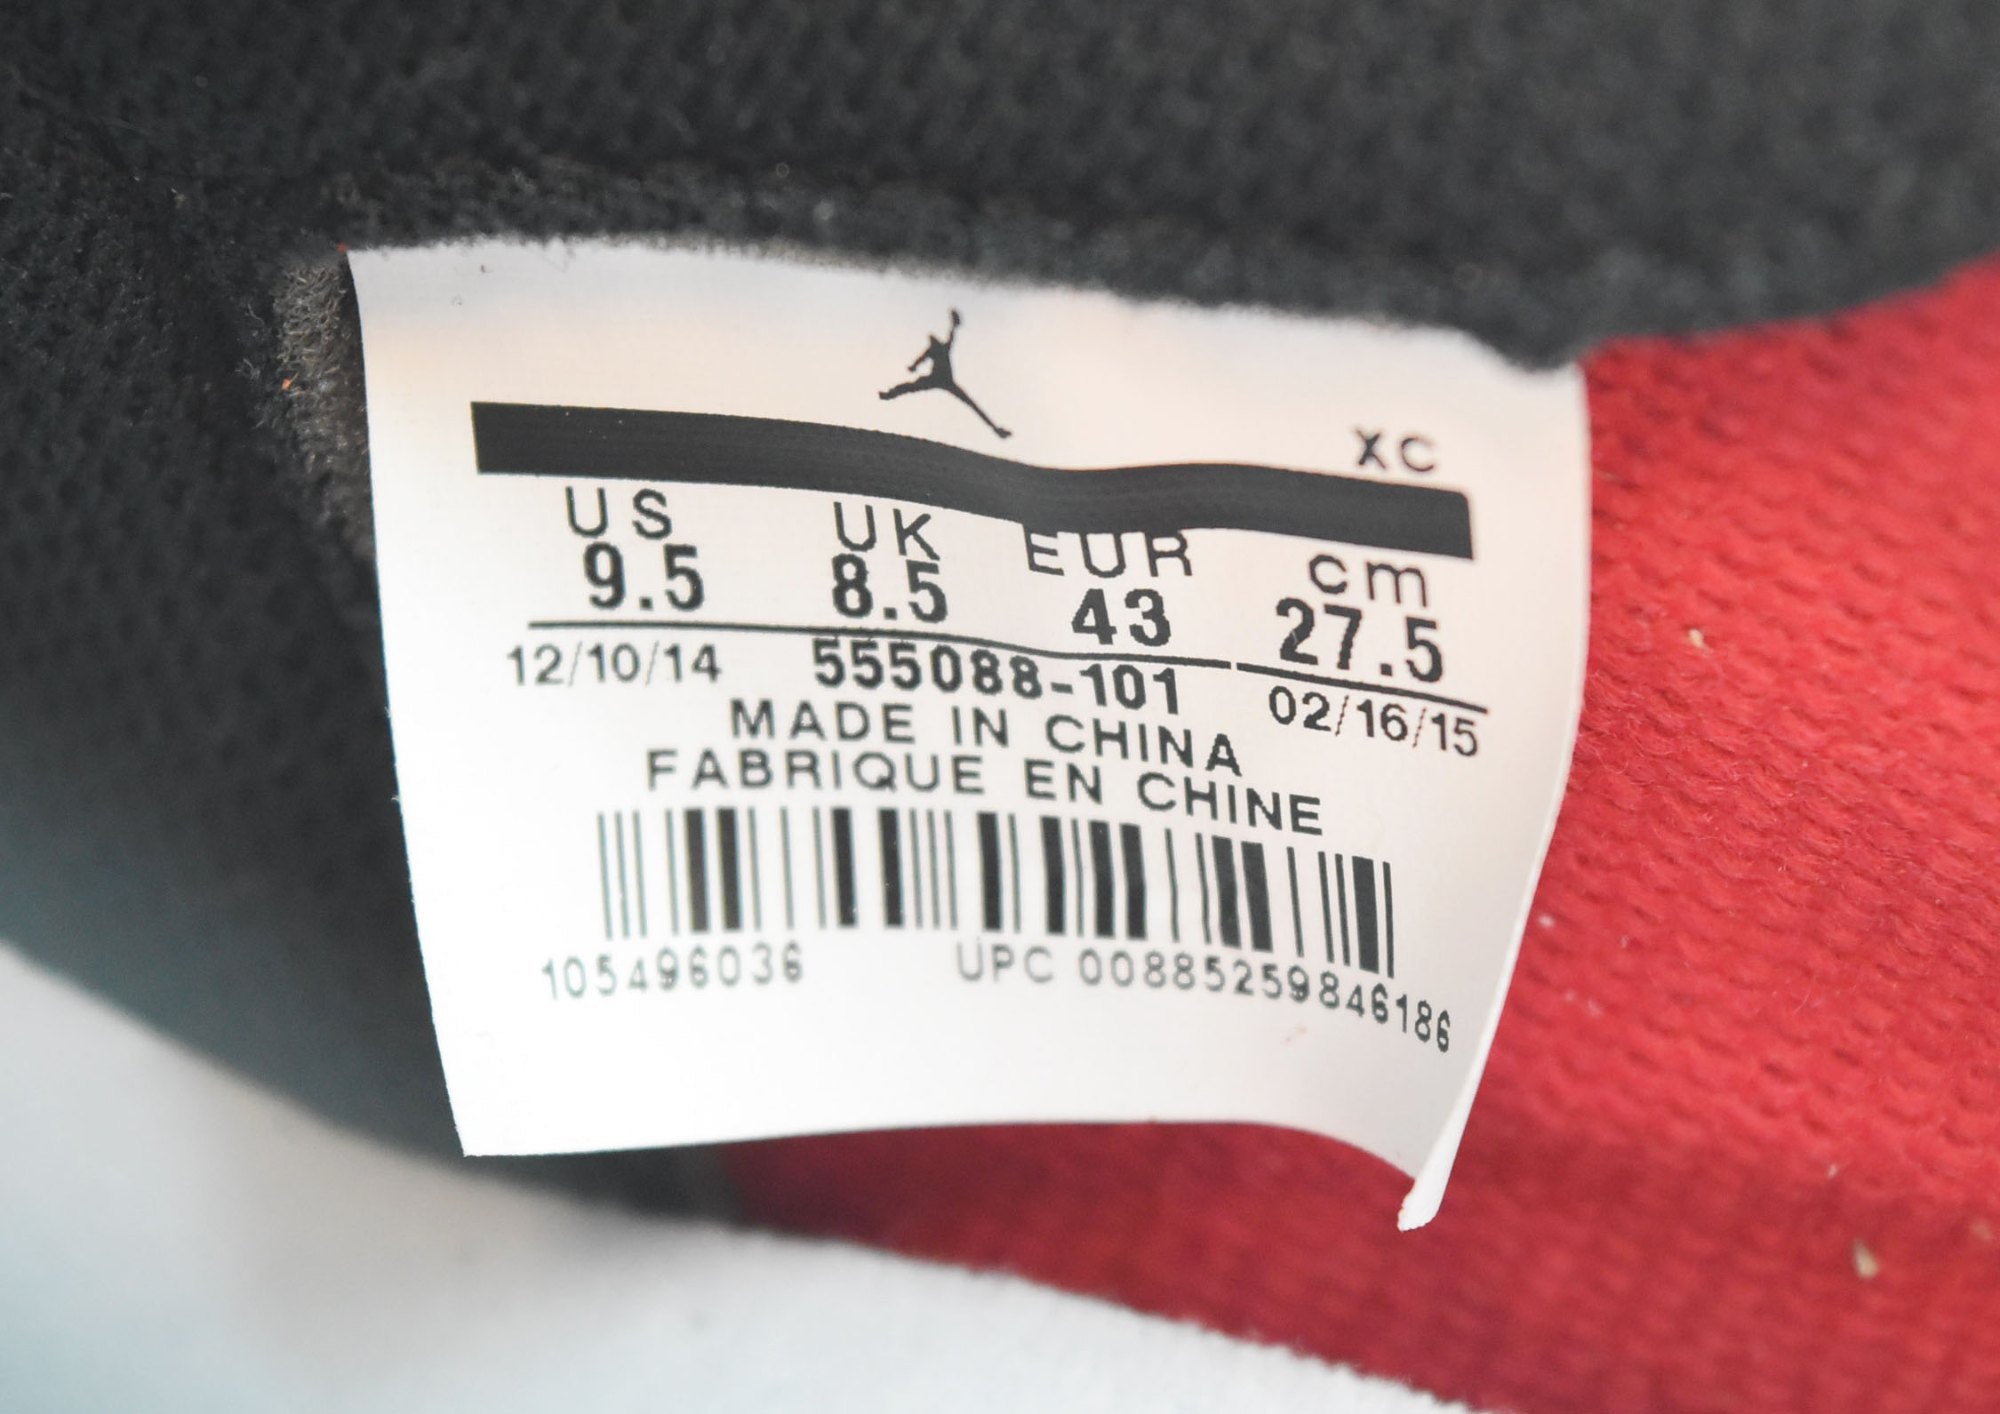 XC
US UK EUR cm
9.5 8.5 43 27.5
12/10/14 555088-101 02/16/15
MADE IN CHINA
FABRIQUE EN CHINE
105496036 UPC 00885259846186